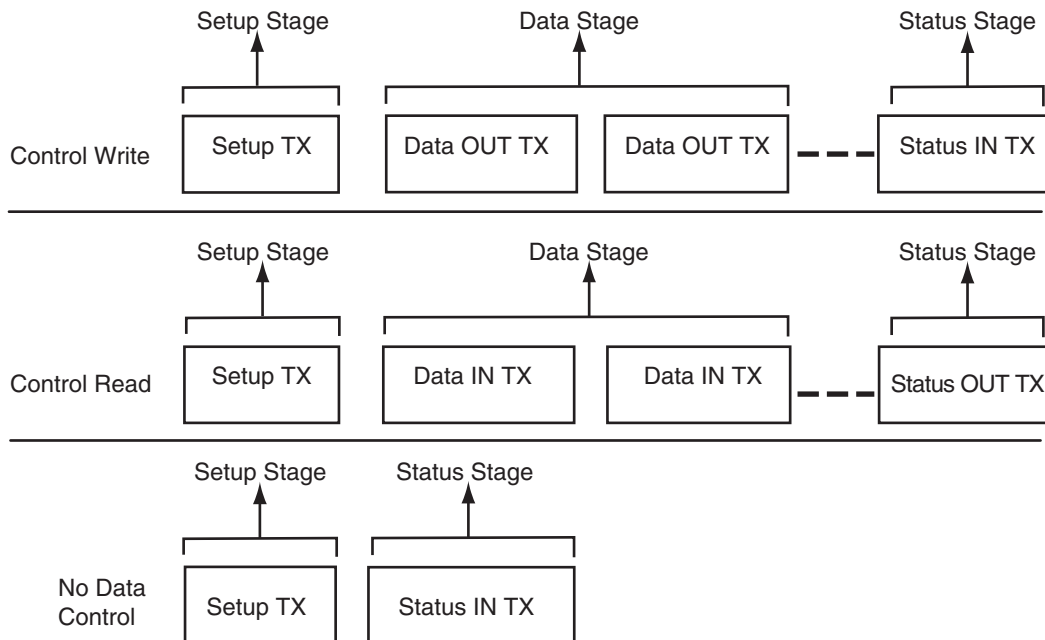 Setup Stage Data Stage Status Stage
Control Write Setup TX Data OUT TX Data OUT TX Status IN TX
Setup Stage Data Stage Status Stage
Control Read Setup TX Data IN TX Data IN TX Status OUT TX
Setup Stage Status Stage
No Data
Control Setup TX Status IN TX